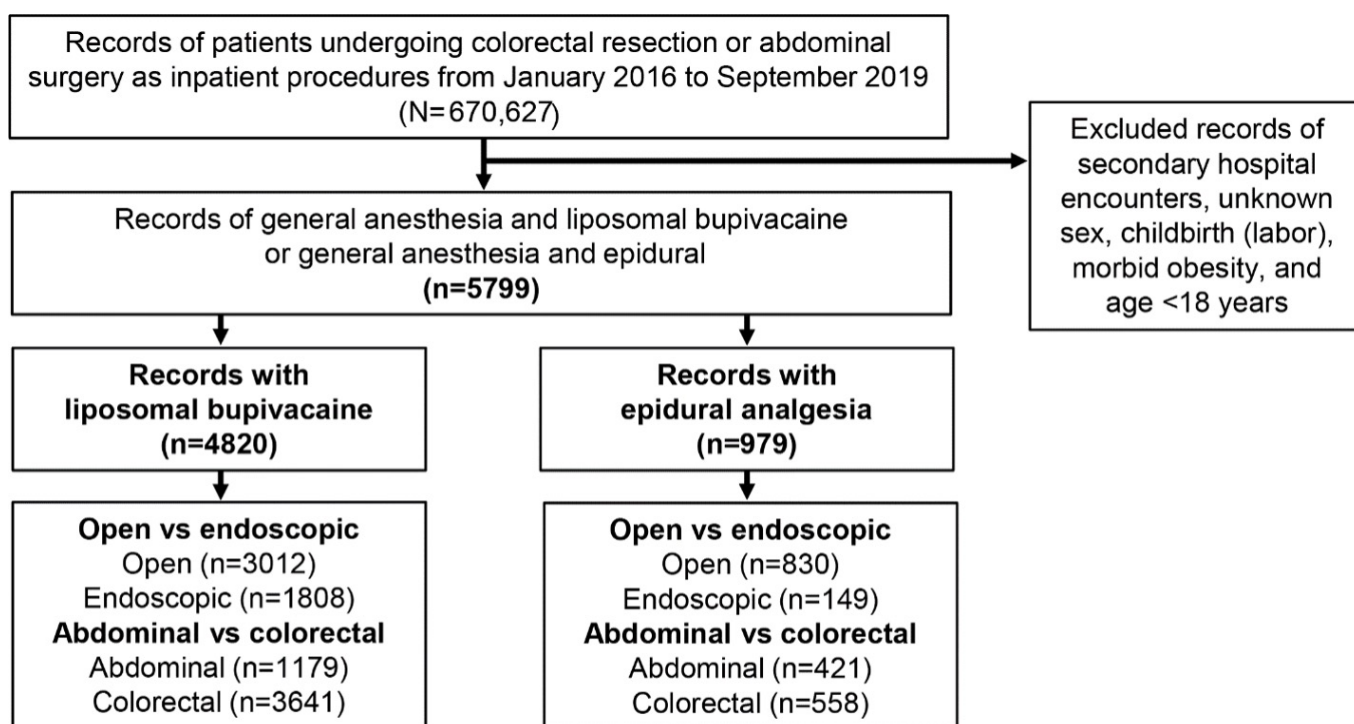 Records of patients undergoing colorectal resection or abdominal
surgery as inpatient procedures from January 2016 to September 2019
(N=670,627)
Excluded records of
secondary hospital
encounters, unknown
sex, childbirth (labor),
morbid obesity, and
age <18 years
Records of general anesthesia and liposomal bupivacaine
or general anesthesia and epidural
(n=5799)
Records with
liposomal bupivacaine
(n=4820)
Records with
epidural analgesia
(n=979)
Open vs endoscopic
Open (n=3012)
Endoscopic (n=1808)
Abdominal vs colorectal
Abdominal (n=1179)
Colorectal (n=3641)
Open vs endoscopic
Open (n=830)
Endoscopic (n=149)
Abdominal vs colorectal
Abdominal (n=421)
Colorectal (n=558)